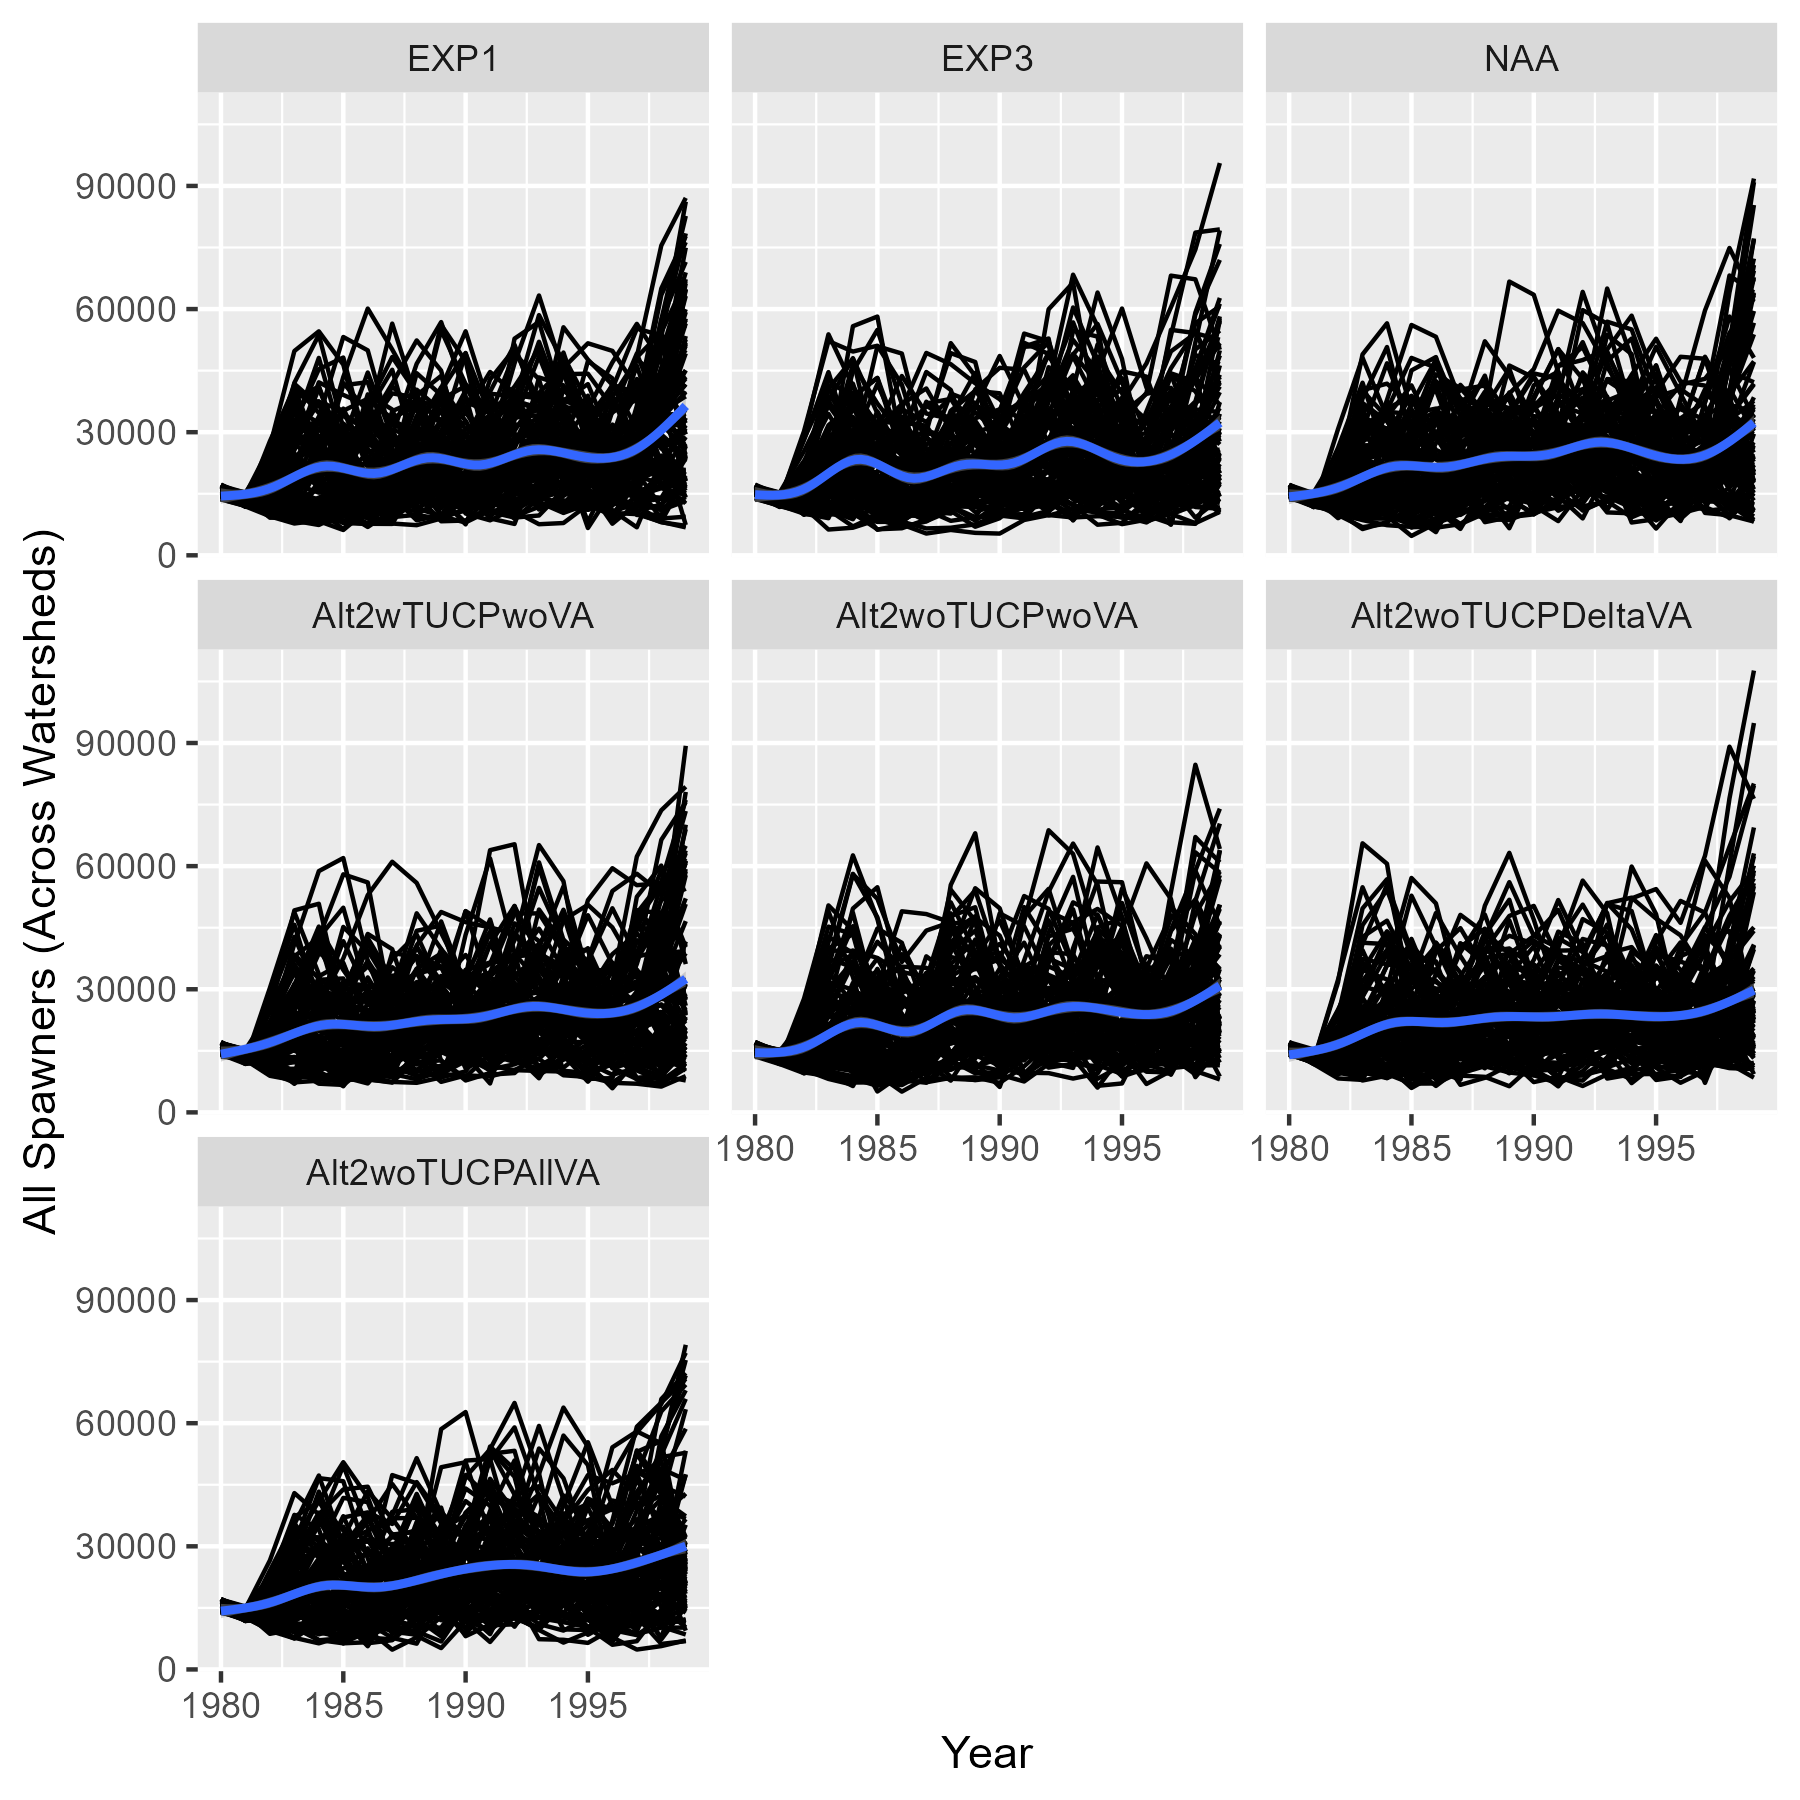 EXP1
EXP3
NAA
90000
60000
30000
0
Alt2wTUCPwoVA
Alt2woTUCPwoVA
Alt2woTUCPDeltaVA
90000
60000
30000
0
1980 1985 1990 1995
1980 1985 1990 1995
Alt2woTUCPAllVA
90000
60000
30000
0
1980 1985 1990 1995
Year
All Spawners (Across Watersheds)